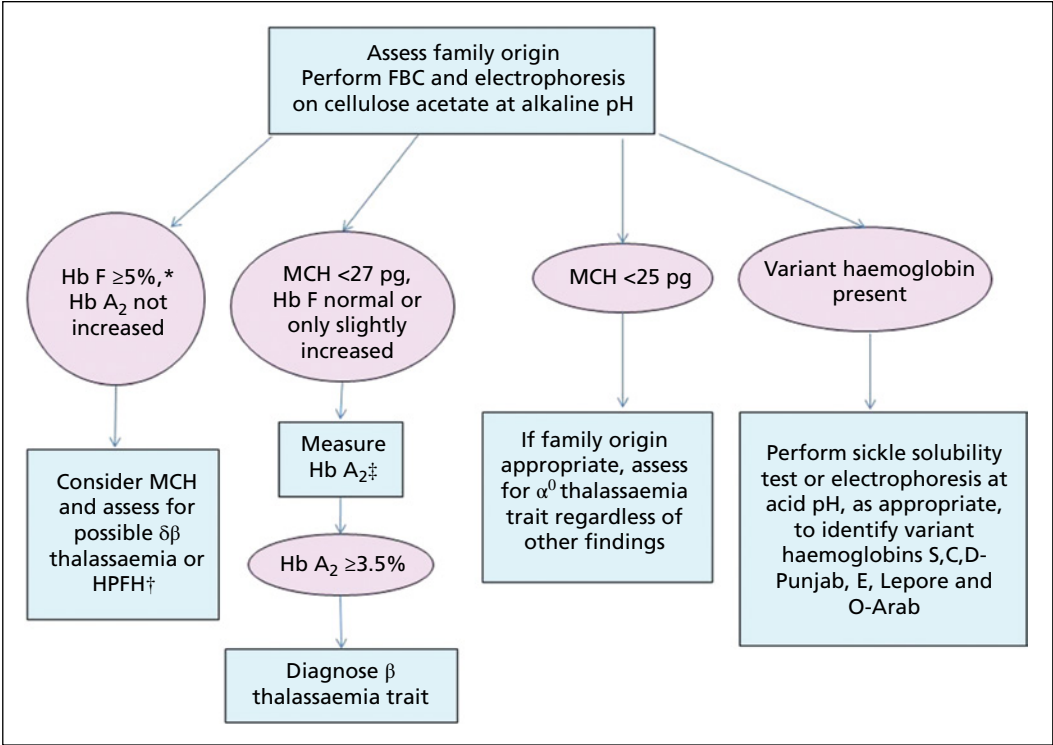 Assess family origin
Perform FBC and electrophoresis
on cellulose acetate at alkaline pH
Hb F ≥5%,*
Hb A₂ not
increased
MCH <27 pg,
Hb F normal or
only slightly
increased
MCH <25 pg
Variant haemoglobin
present
Consider MCH
and assess for
possible δβ
thalassaemia or
HPFH†
Measure
Hb A₂‡
Hb A₂ ≥3.5%
Diagnose β
thalassaemia trait
If family origin
appropriate, assess
for α⁰ thalassaemia
trait regardless of
other findings
Perform sickle solubility
test or electrophoresis at
acid pH, as appropriate,
to identify variant
haemoglobins S,C,D-
Punjab, E, Lepore and
O-Arab